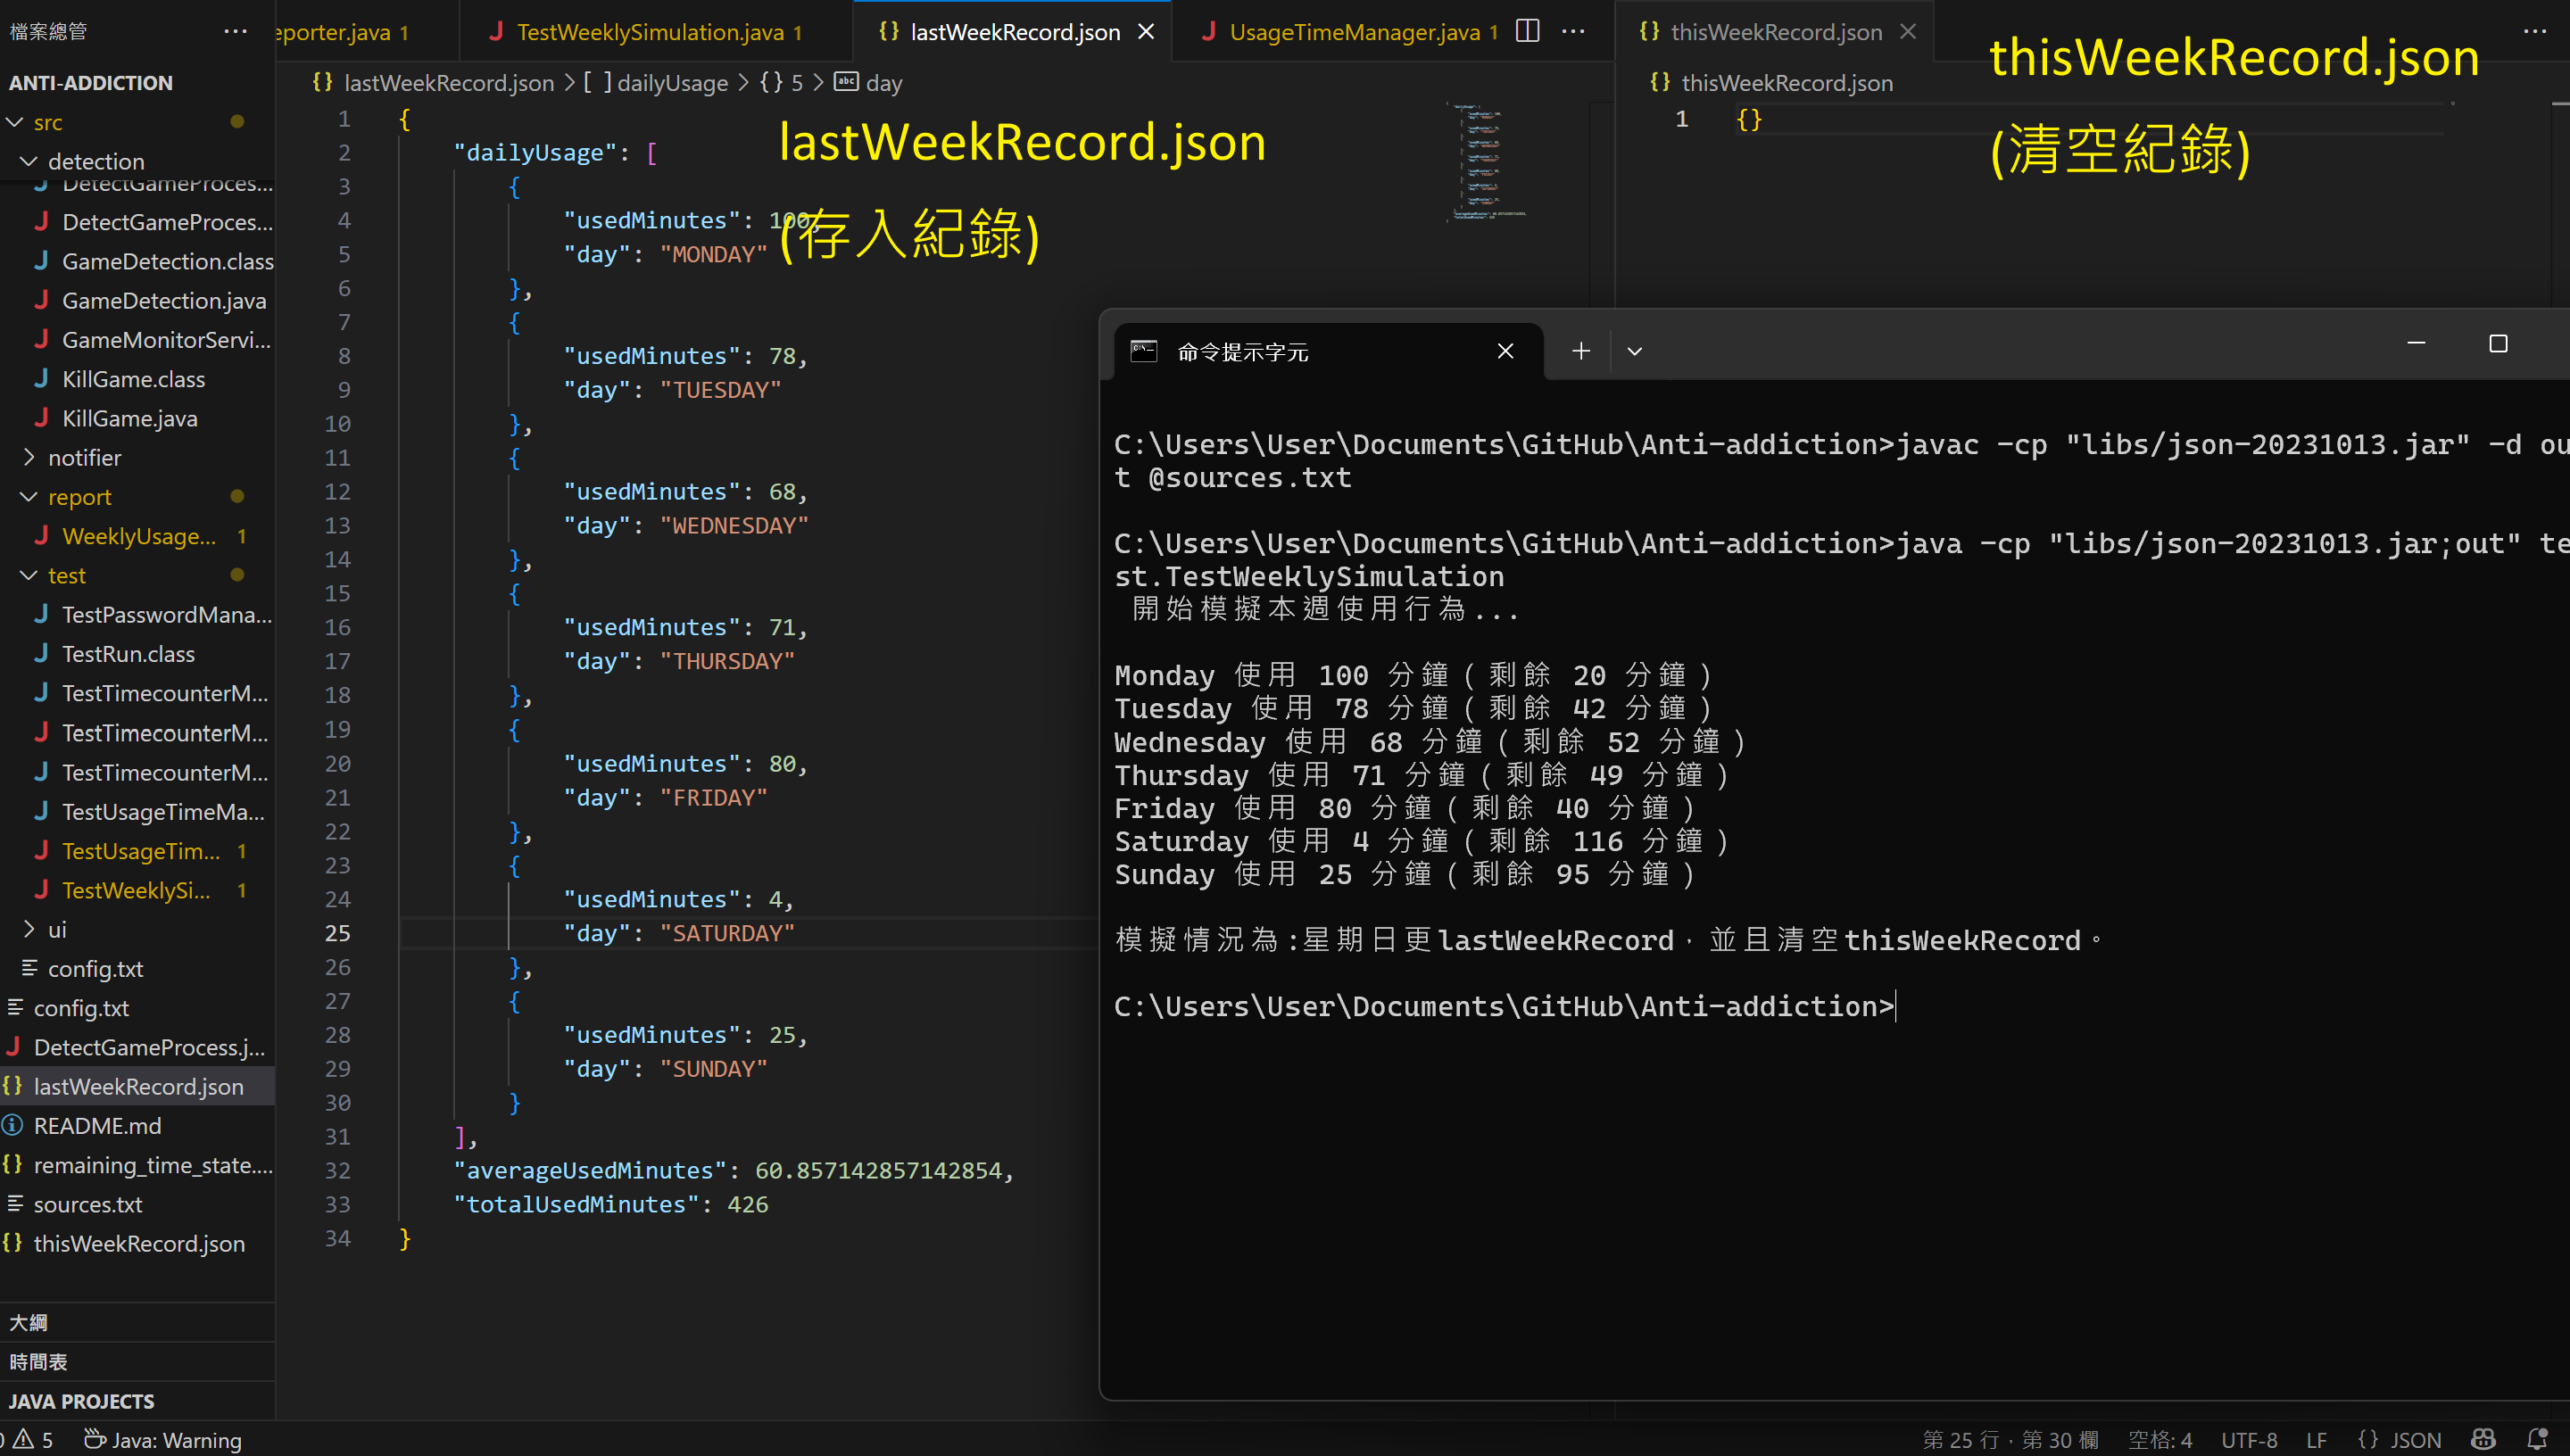 檔案總管
ANTI-ADDICTION
src
detection
DetectGameProces...
DetectGameProces...
GameDetection.class
GameDetection.java
GameMonitorServi...
KillGame.class
KillGame.java
notifier
report
WeeklyUsage... 1
test
TestPasswordMana...
TestRun.class
TestTimecounterM...
TestTimecounterM...
TestTimecounterM...
TestUsageTimeMa...
TestUsageTim... 1
TestWeeklySi... 1
ui
config.txt
config.txt
DetectGameProcess.j...
lastWeekRecord.json
README.md
remaining_time_state....
sources.txt
thisWeekRecord.json
大綱
時間表
JAVA PROJECTS
eporter.java 1
TestWeeklySimulation.java 1
lastWeekRecord.json
UsageTimeManager.java 1
lastWeekRecord.json > [ ] dailyUsage > {} 5 > abc day
1 {
2 "dailyUsage": [
3 {
4 "usedMinutes": 100,
5 "day": "MONDAY"
6 },
7 {
8 "usedMinutes": 78,
9 "day": "TUESDAY"
10 },
11 {
12 "usedMinutes": 68,
13 "day": "WEDNESDAY"
14 },
15 {
16 "usedMinutes": 71,
17 "day": "THURSDAY"
18 },
19 {
20 "usedMinutes": 80,
21 "day": "FRIDAY"
22 },
23 {
24 "usedMinutes": 4,
25 "day": "SATURDAY"
26 },
27 {
28 "usedMinutes": 25,
29 "day": "SUNDAY"
30 }
31 ],
32 "averageUsedMinutes": 60.857142857142854,
33 "totalUsedMinutes": 426
34 }
lastWeekRecord.json
(存入紀錄)
thisWeekRecord.json
thisWeekRecord.json
1 {}
thisWeekRecord.json
(清空紀錄)
命令提示字元
C:\Users\User\Documents\GitHub\Anti-addiction>javac -cp "libs/json-20231013.jar" -d ou
t @sources.txt
C:\Users\User\Documents\GitHub\Anti-addiction>java -cp "libs/json-20231013.jar;out" te
st.TestWeeklySimulation
開始模擬本週使用行為...
Monday 使用 100 分鐘（剩餘 20 分鐘）
Tuesday 使用 78 分鐘（剩餘 42 分鐘）
Wednesday 使用 68 分鐘（剩餘 52 分鐘）
Thursday 使用 71 分鐘（剩餘 49 分鐘）
Friday 使用 80 分鐘（剩餘 40 分鐘）
Saturday 使用 4 分鐘（剩餘 116 分鐘）
Sunday 使用 25 分鐘（剩餘 95 分鐘）
模擬情況為:星期日更lastWeekRecord，並且清空thisWeekRecord。
C:\Users\User\Documents\GitHub\Anti-addiction>
5 Java: Warning
第 25 行，第 30 欄 空格: 4 UTF-8 LF {} JSON